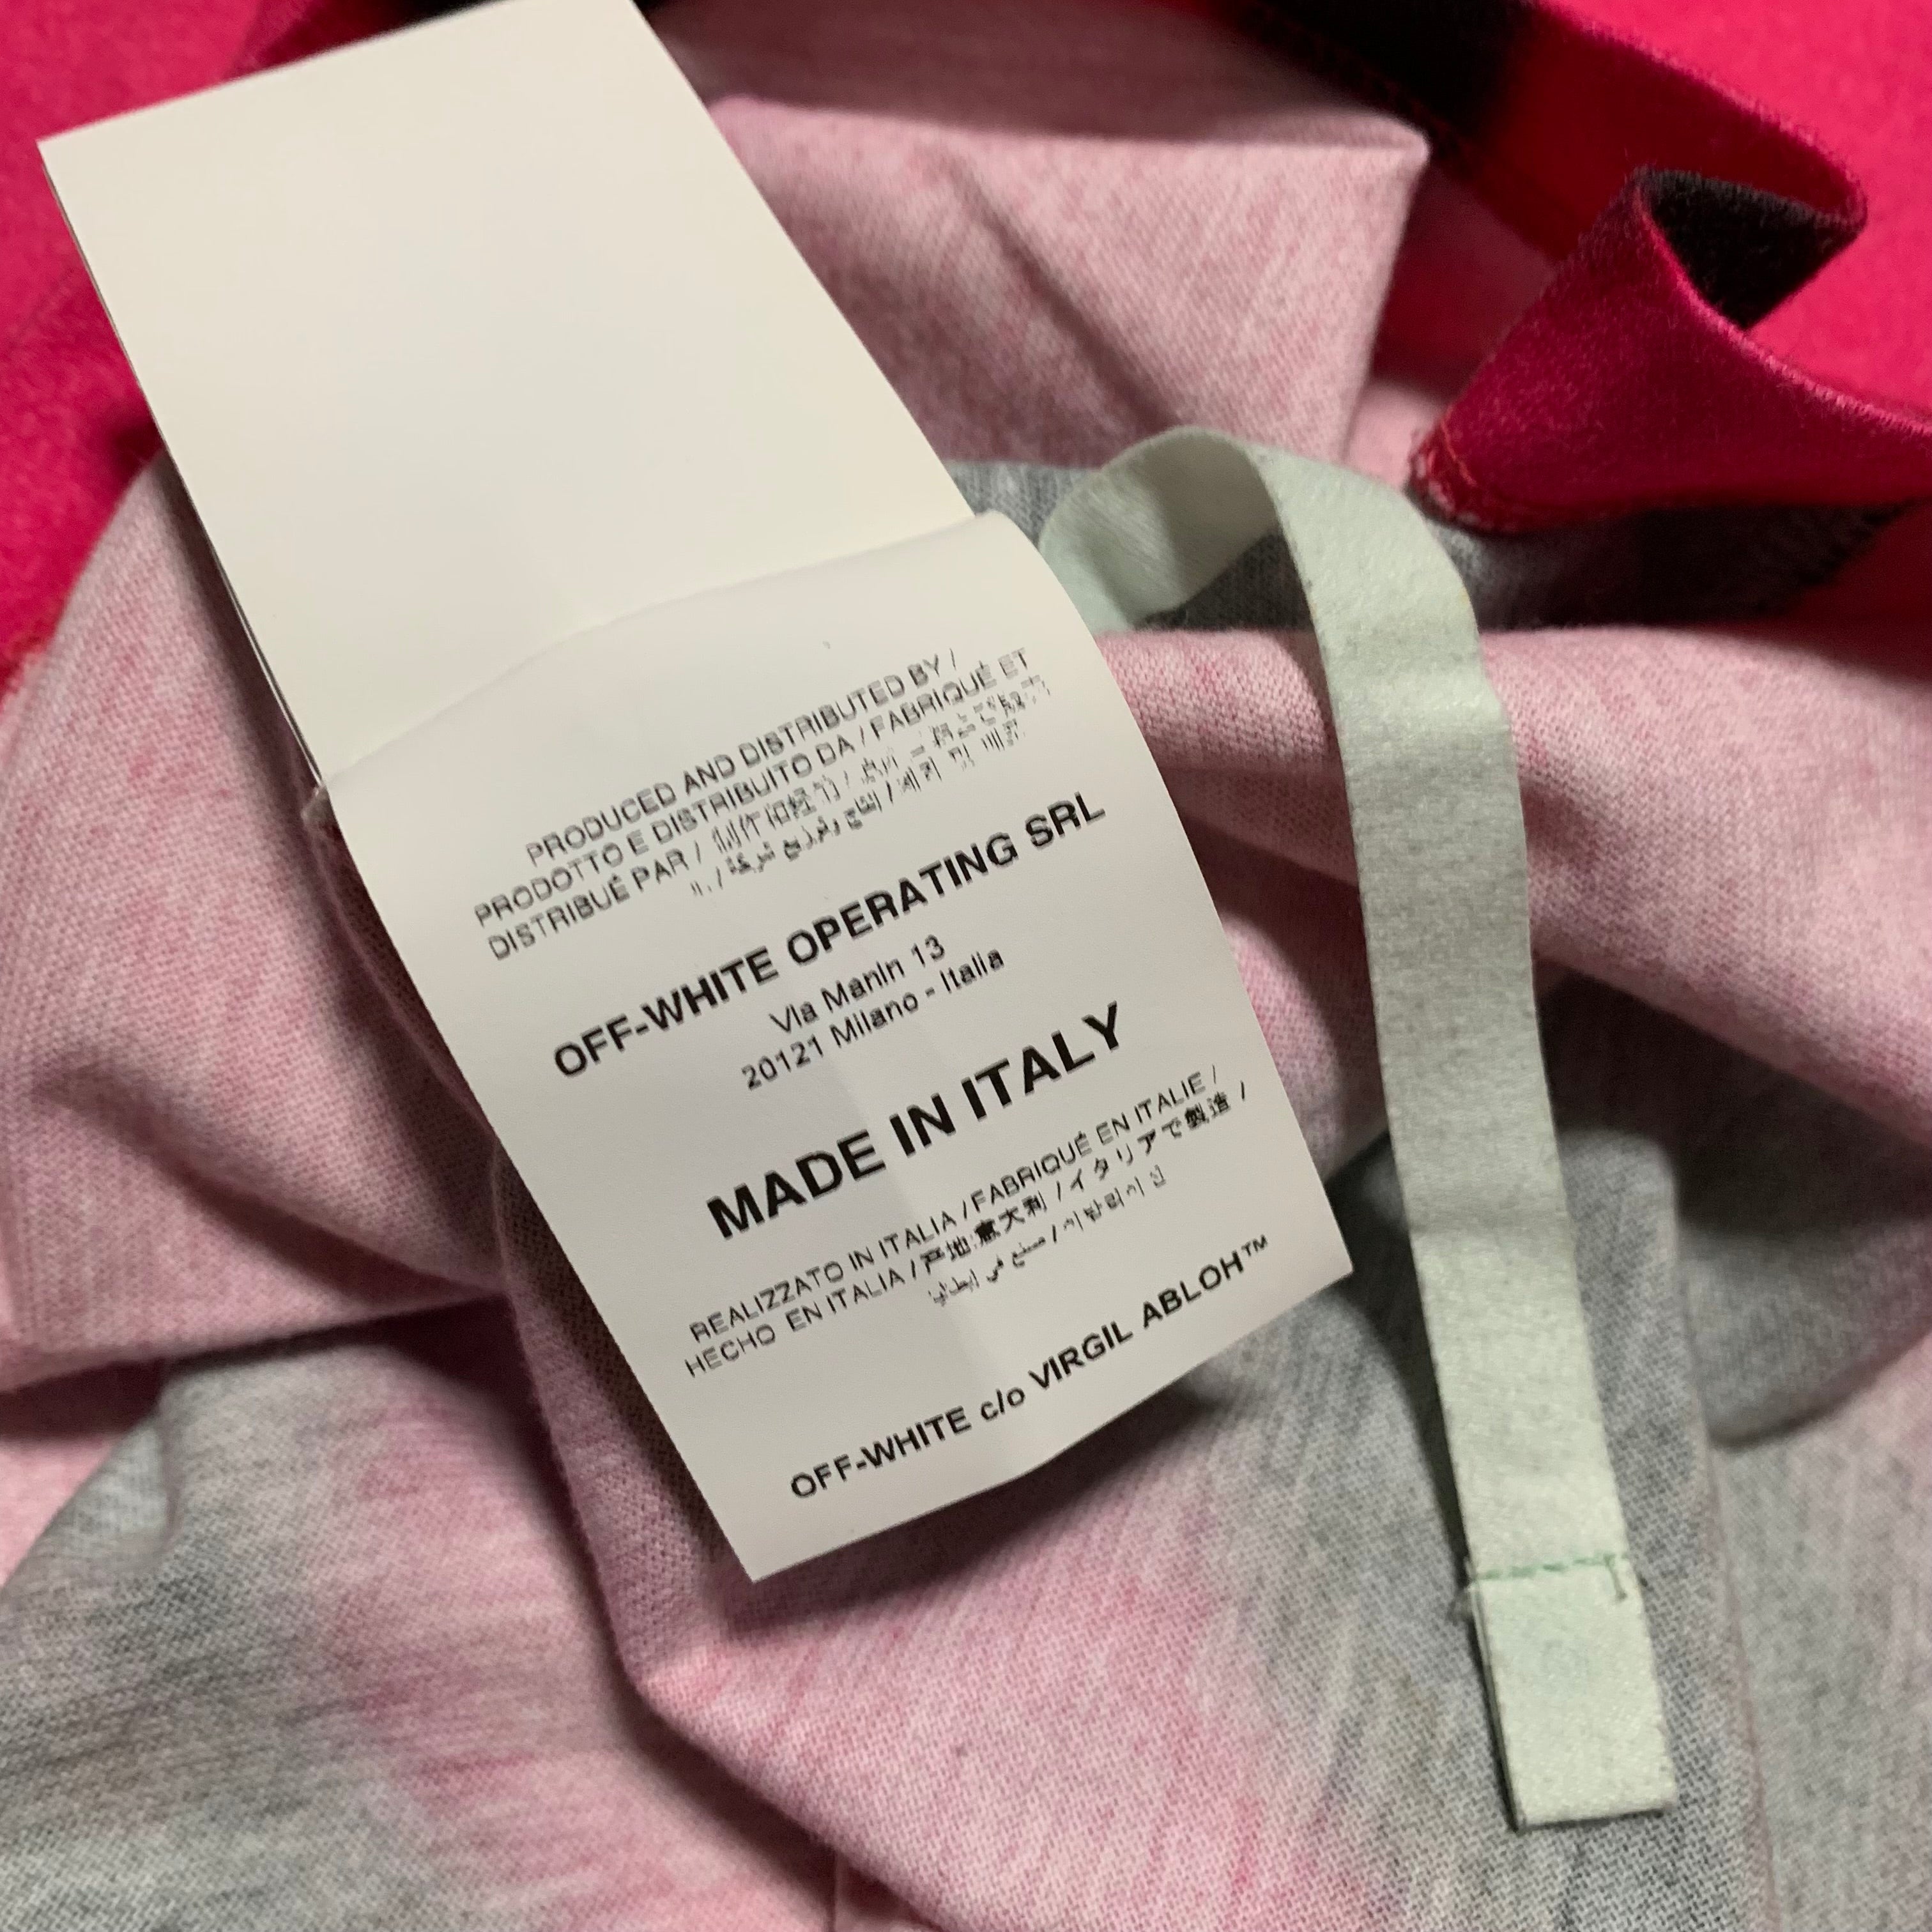 PRODUCED AND DISTRIBUTED BY /
PRODOTTO E DISTRIBUITO DA / FABRIQUÉ ET
DISTRIBUÉ PAR /
OFF-WHITE OPERATING SRL
Via Manin 13
20121 Milano - Italia
MADE IN ITALY
REALIZZATO IN ITALIA / FABRIQUÉ EN ITALIE /
HECHO EN ITALIA / 产地:意大利 / イタリアで製造 /
OFF-WHITE c/o VIRGIL ABLOH™